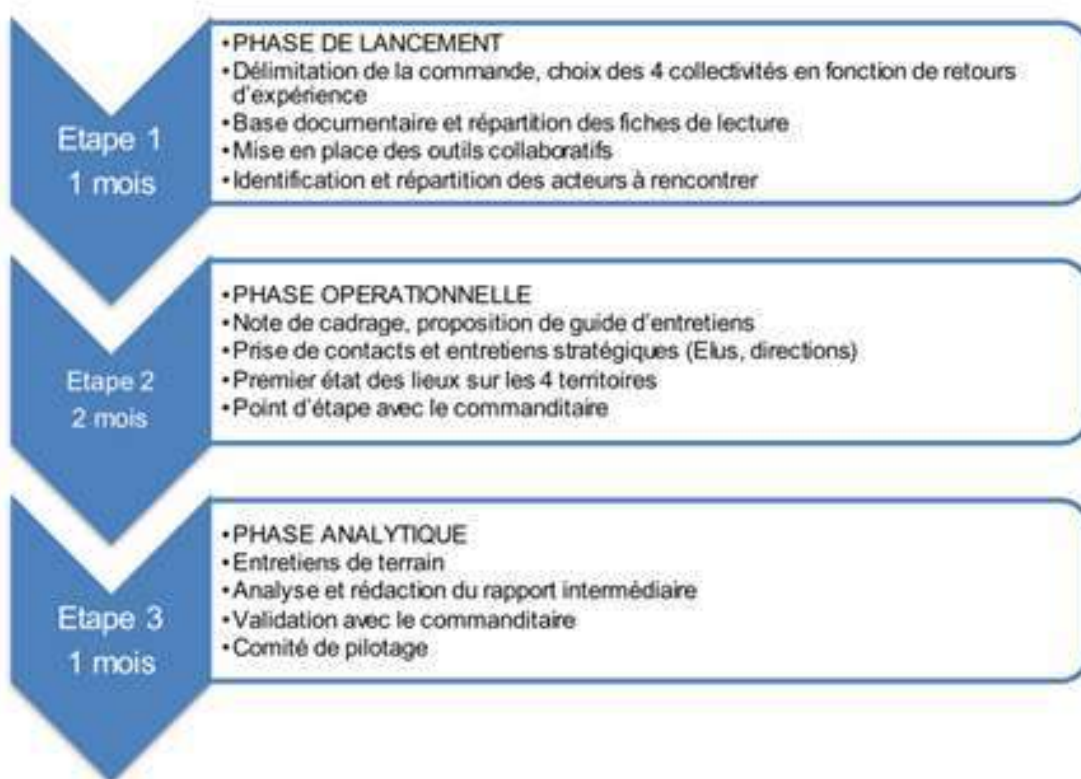 Etape 1
1 mois
•PHASE DE LANCEMENT
•Délimitation de la commande, choix des 4 collectivités en fonction de retours
d'expérience
•Base documentaire et répartition des fiches de lecture
•Mise en place des outils collaboratifs
•Identification et répartition des acteurs à rencontrer
Etape 2
2 mois
•PHASE OPERATIONNELLE
•Note de cadrage, proposition de guide d'entretiens
•Prise de contacts et entretiens stratégiques (Elus, directions)
•Premier état des lieux sur les 4 territoires
•Point d'étape avec le commanditaire
Etape 3
1 mois
•PHASE ANALYTIQUE
•Entretiens de terrain
•Analyse et rédaction du rapport intermédiaire
•Validation avec le commanditaire
•Comité de pilotage